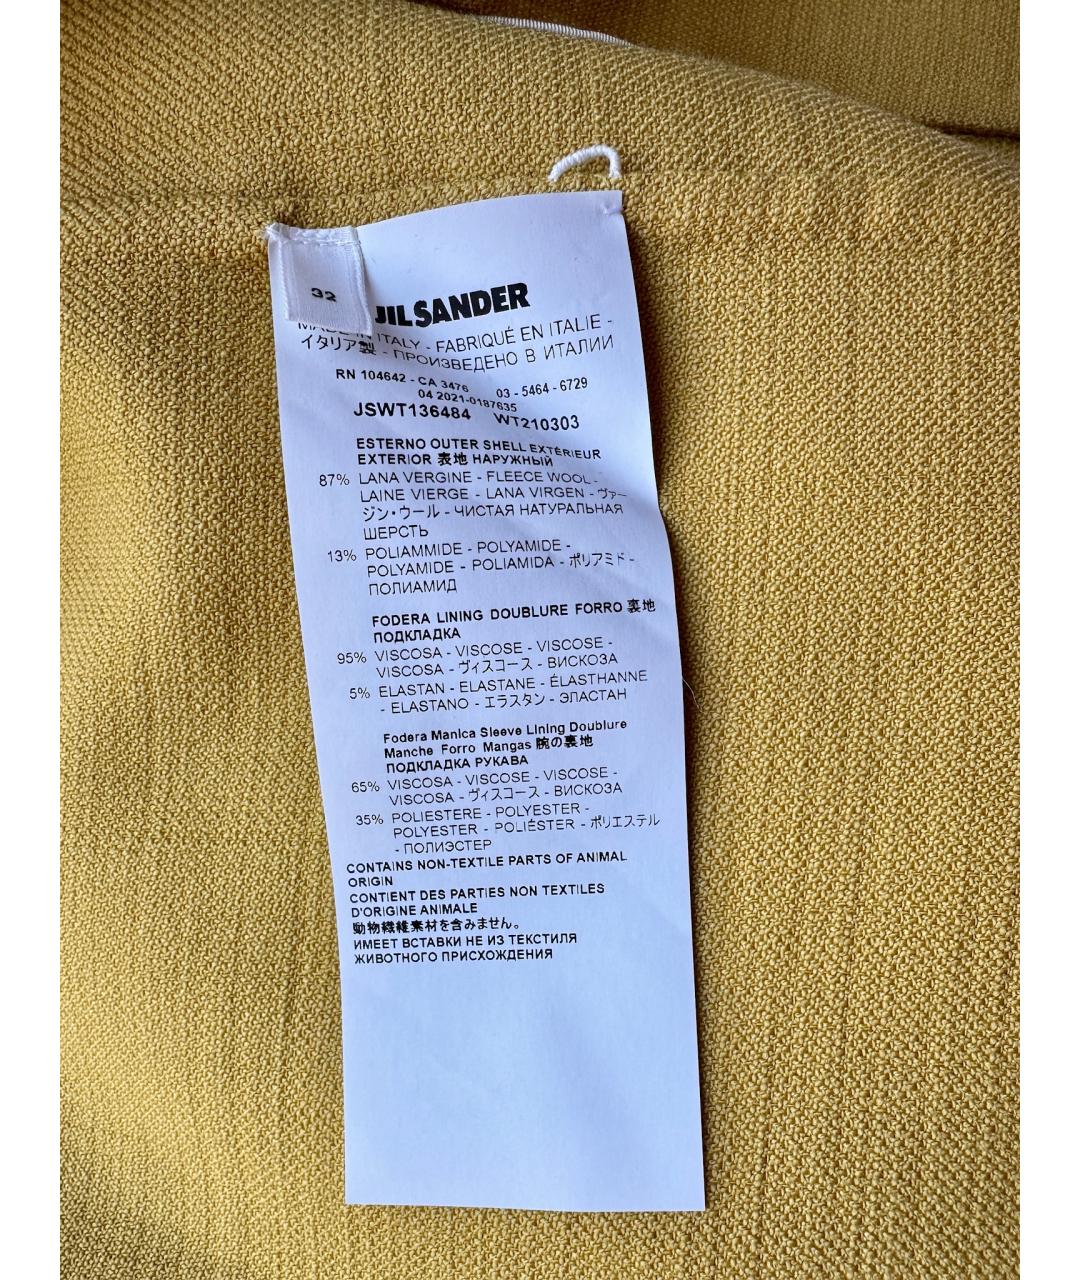 32
JIL SANDER
MADE IN ITALY - FABRIQUÉ EN ITALIE -
イタリア製 - ПРОИЗВЕДЕНО В ИТАЛИИ
RN 104642 - CA 3476 03 - 5464 - 6729
04 2021-0187635
JSWT136484 WT210303
ESTERNO OUTER SHELL EXTÉRIEUR
EXTERIOR 表地 НАРУЖНЫЙ
87% LANA VERGINE - FLEECE WOOL -
LAINE VIERGE - LANA VIRGEN - ヴァー
ジン・ウール - ЧИСТАЯ НАТУРАЛЬНАЯ
ШЕРСТЬ
13% POLIAMMIDE - POLYAMIDE -
POLYAMIDE - POLIAMIDA - ポリアミド -
ПОЛИАМИД
FODERA LINING DOUBLURE FORRO 裏地
ПОДКЛАДКА
95% VISCOSA - VISCOSE - VISCOSE -
VISCOSA - ヴィスコース - ВИСКОЗА
5% ELASTAN - ELASTANE - ÉLASTHANNE
- ELASTANO - エラスタン - ЭЛАСТАН
Fodera Manica Sleeve Lining Doublure
Manche Forro Mangas 腕の裏地
ПОДКЛАДКА РУКАВА
65% VISCOSA - VISCOSE - VISCOSE -
VISCOSA - ヴィスコース - ВИСКОЗА
35% POLIESTERE - POLYESTER -
POLYESTER - POLIÉSTER - ポリエステル
- ПОЛИЭСТЕР
CONTAINS NON-TEXTILE PARTS OF ANIMAL
ORIGIN
CONTIENT DES PARTIES NON TEXTILES
D'ORIGINE ANIMALE
動物繊維素材を含みません。
ИМЕЕТ ВСТАВКИ НЕ ИЗ ТЕКСТИЛЯ
ЖИВОТНОГО ПРИСХОЖДЕНИЯ